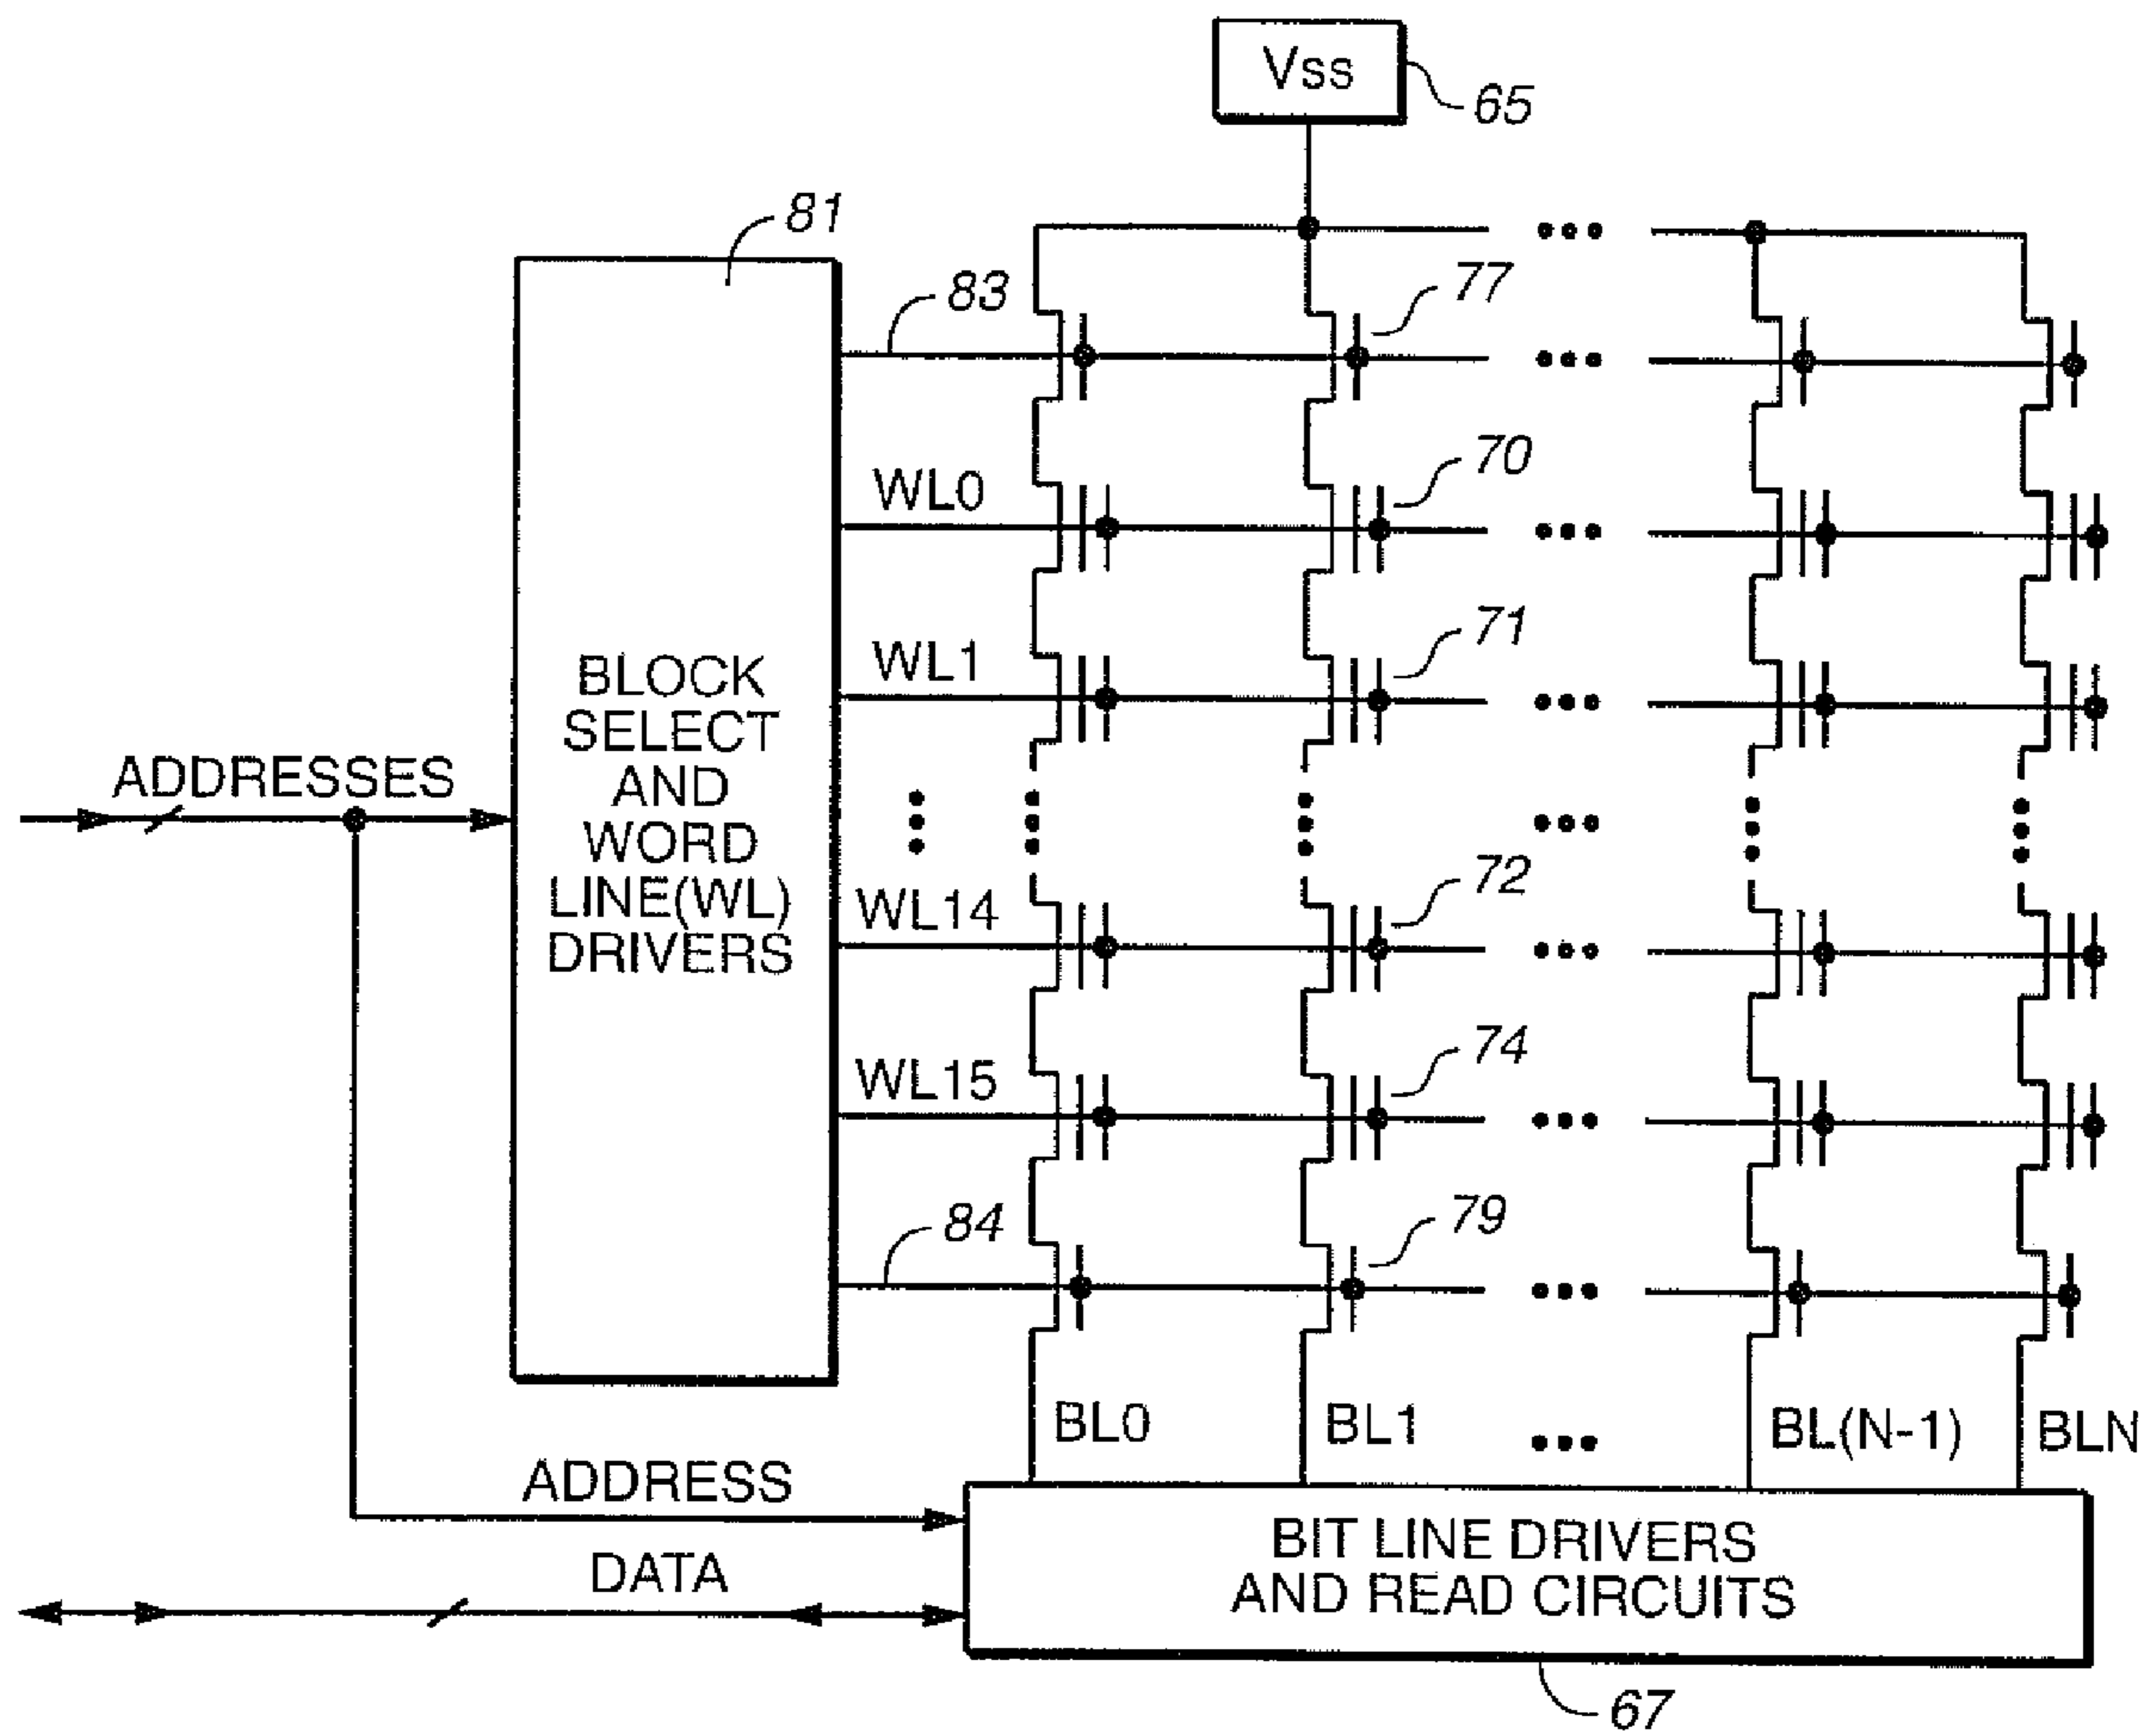 Vss
65
81
83
77
WL0
70
WL1
71
BLOCK
SELECT
AND
WORD
LINE(WL)
DRIVERS
ADDRESSES
WL14
72
WL15
74
84
79
BL0
BL1
BL(N-1)
BLN
ADDRESS
DATA
BIT LINE DRIVERS
AND READ CIRCUITS
67